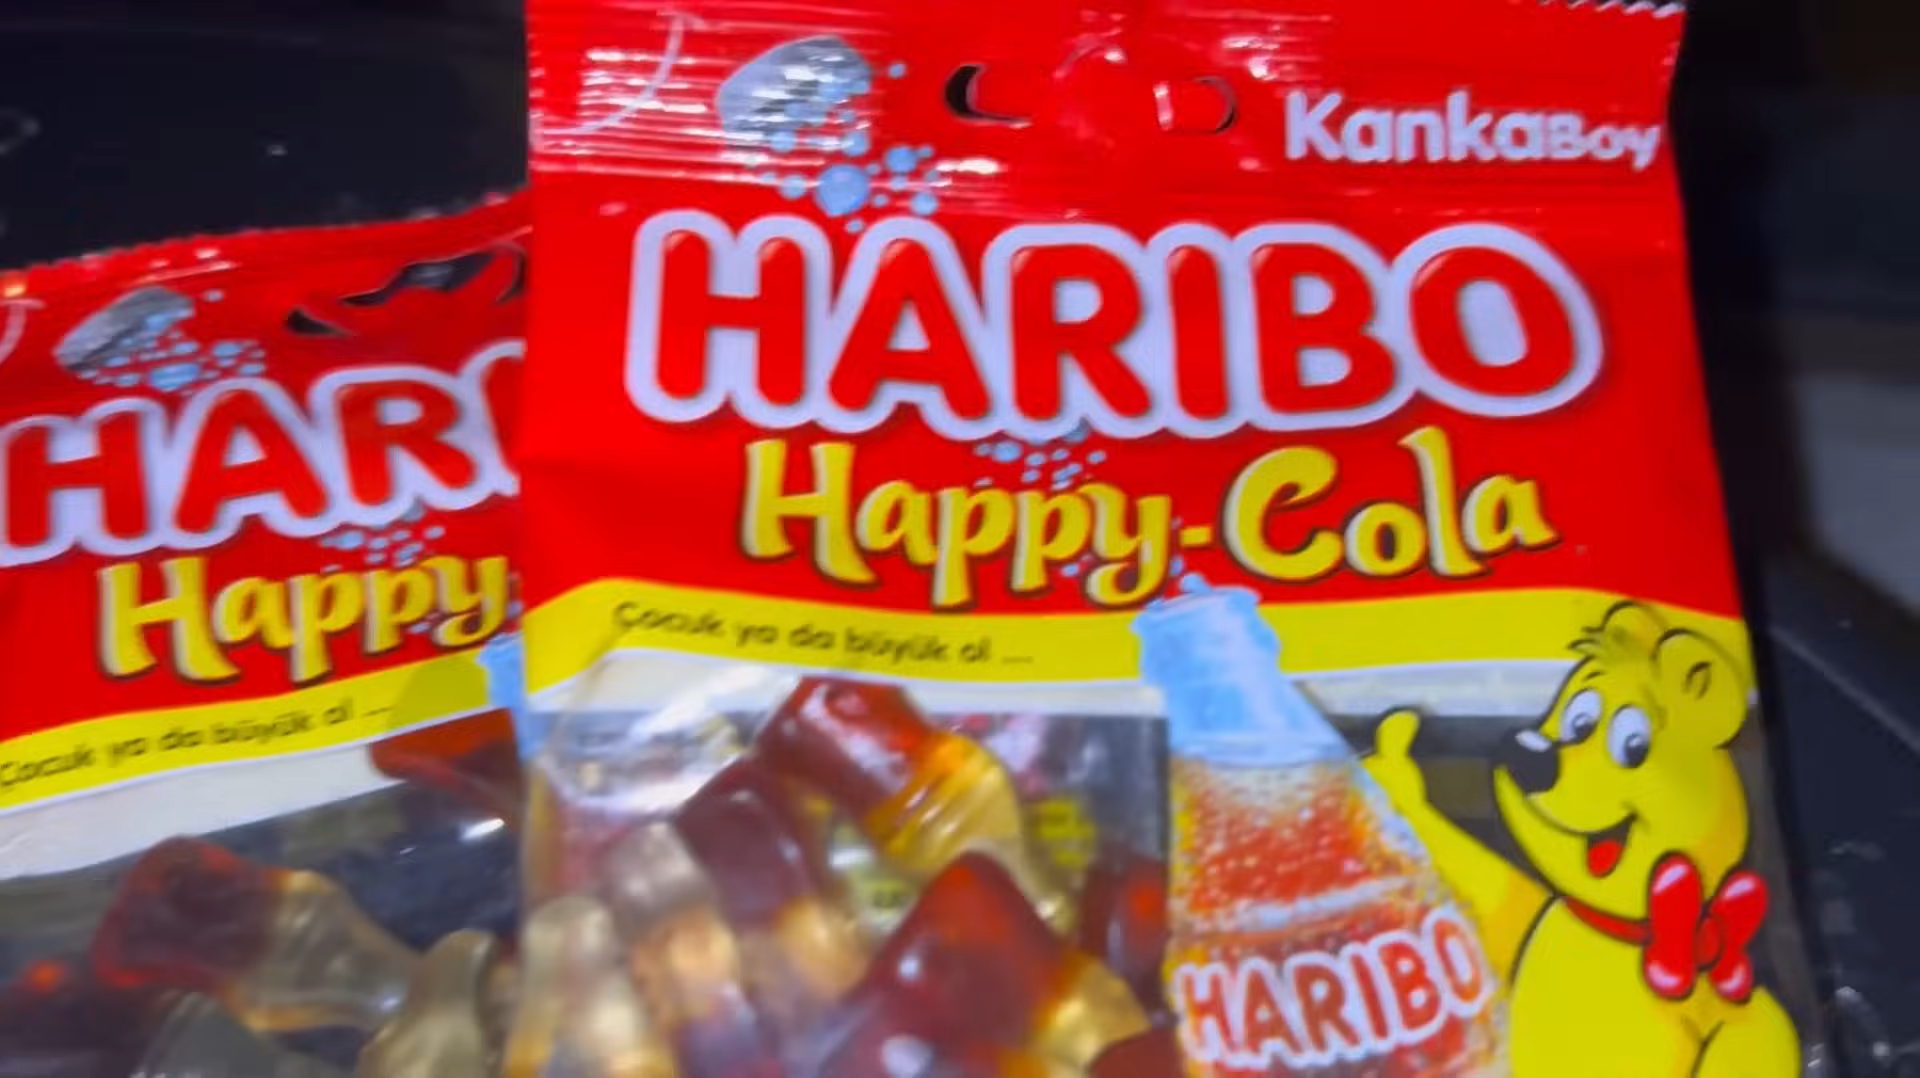 KankaBoy
HARIBO
Happy-Cola
Çocuk ya da büyük ol ...
HARIBO
HARI
Happy
Çocuk ya da büyük ol ...